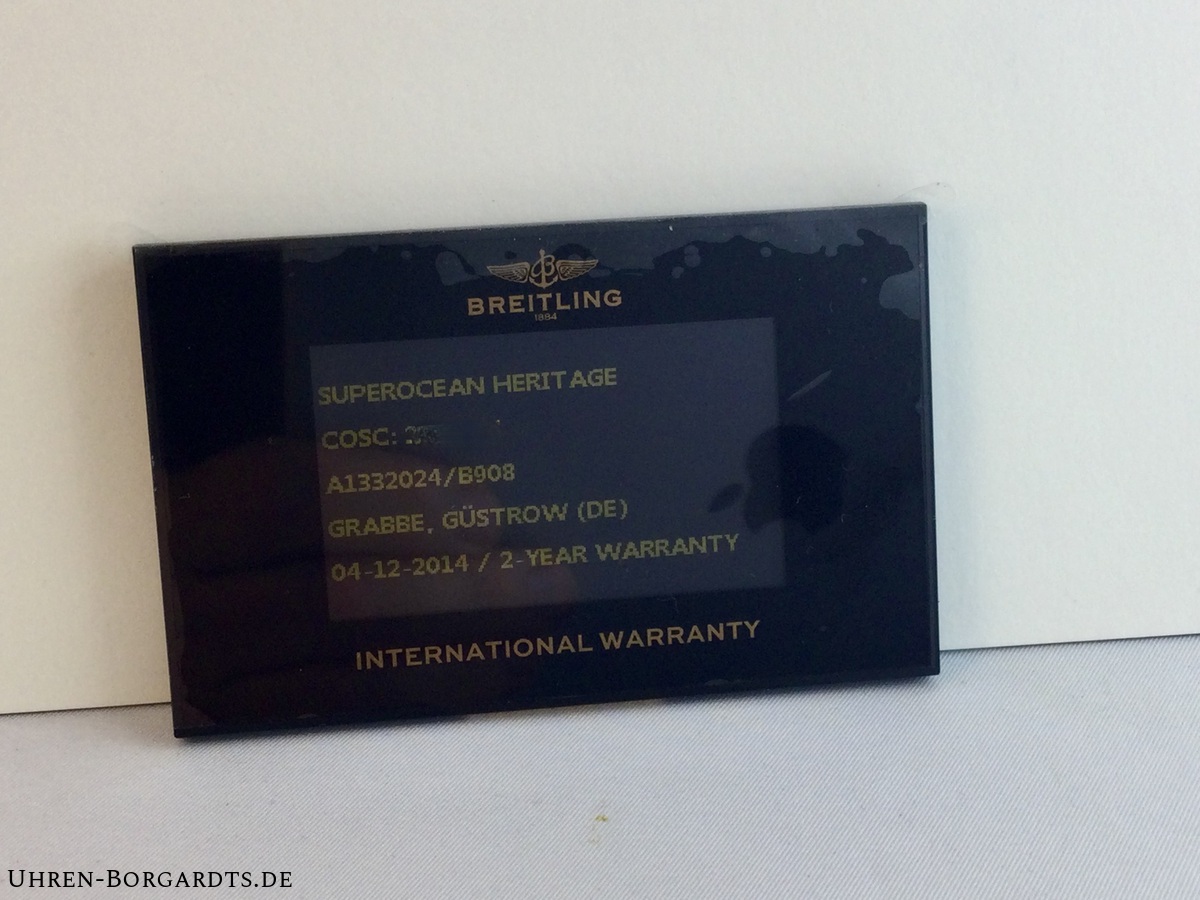 BREITLING
1884
SUPEROCEAN HERITAGE
COSC:
A1332024/B908
GRABBE, GÜSTROW (DE)
04-12-2014 / 2-YEAR WARRANTY
INTERNATIONAL WARRANTY
UHREN-BORGARDTS.DE